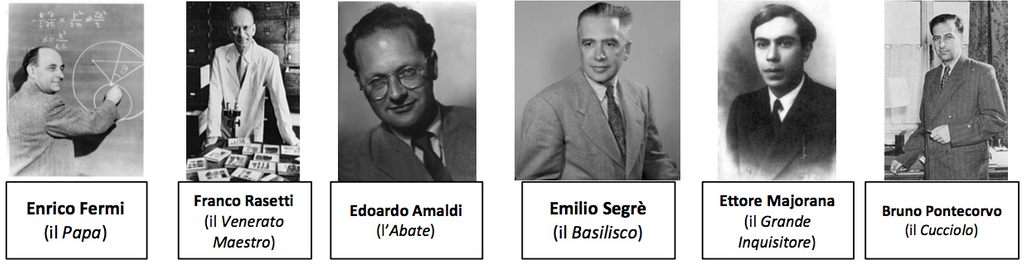 Enrico Fermi
(il Papa)
Franco Rasetti
(il Venerato
Maestro)
Edoardo Amaldi
(l’Abate)
Emilio Segrè
(il Basilisco)
Ettore Majorana
(il Grande
Inquisitore)
Bruno Pontecorvo
(il Cucciolo)